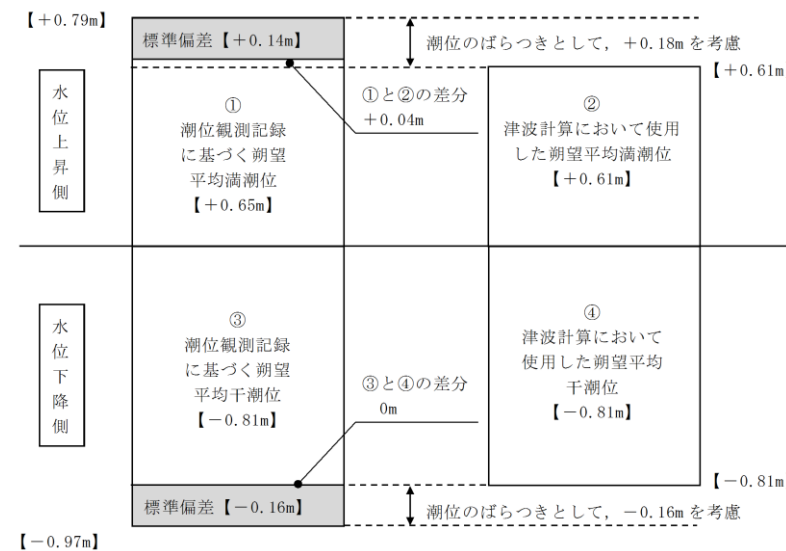 【+0.79m】
標準偏差【+0.14m】
潮位のばらつきとして，+0.18m を考慮
【+0.61m】
水位上昇側
①
潮位観測記録
に基づく朔望
平均満潮位
【+0.65m】
①と②の差分
+0.04m
②
津波計算において使用
した朔望平均満潮位
【+0.61m】
水位下降側
③
潮位観測記録
に基づく朔望
平均干潮位
【－0.81m】
③と④の差分
0m
④
津波計算において
使用した朔望平均
干潮位
【－0.81m】
【－0.81m
標準偏差【－0.16m】
潮位のばらつきとして，－0.16m を考慮
【－0.97m】